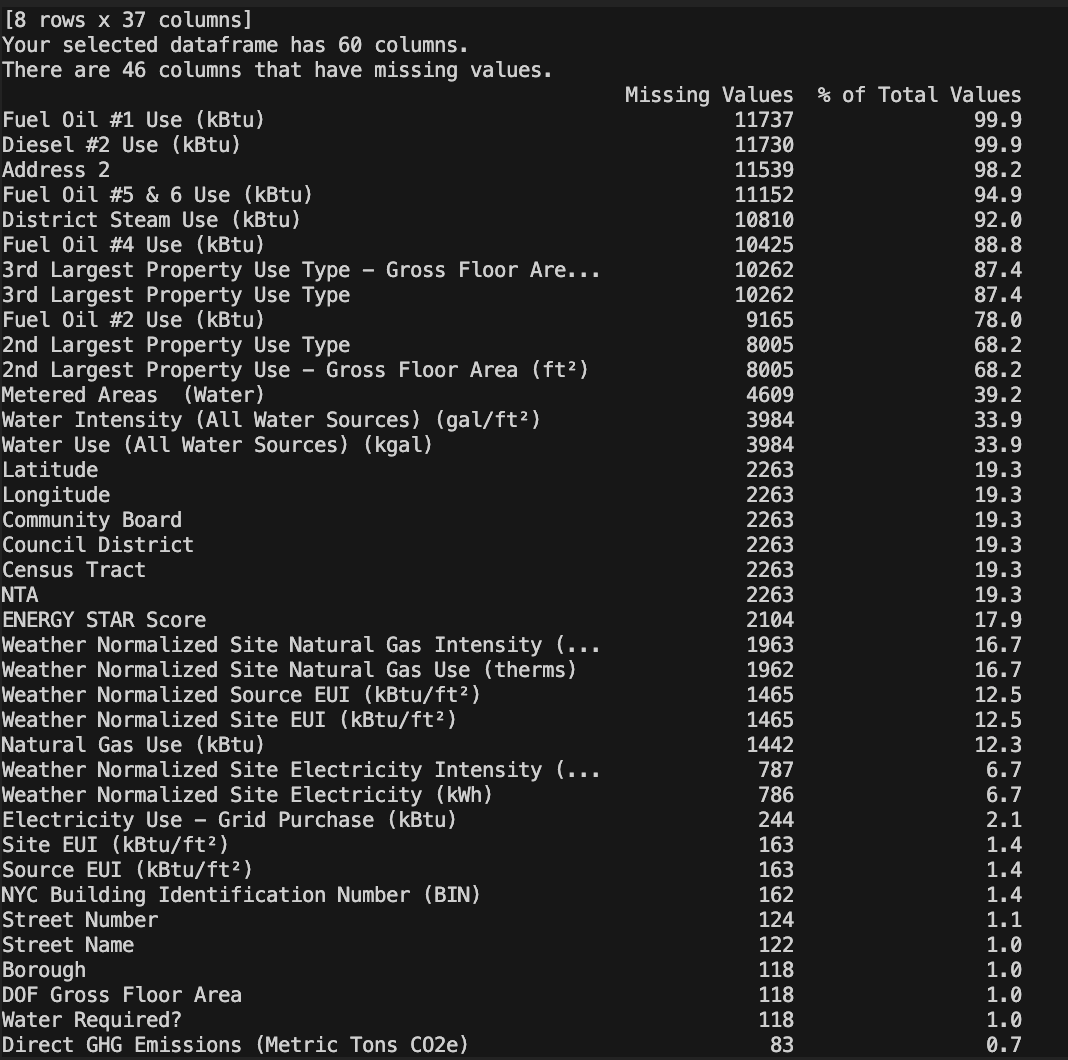 [8 rows x 37 columns]
Your selected dataframe has 60 columns.
There are 46 columns that have missing values.
Missing Values % of Total Values
Fuel Oil #1 Use (kBtu) 11737 99.9
Diesel #2 Use (kBtu) 11730 99.9
Address 2 11539 98.2
Fuel Oil #5 & 6 Use (kBtu) 11152 94.9
District Steam Use (kBtu) 10810 92.0
Fuel Oil #4 Use (kBtu) 10425 88.8
3rd Largest Property Use Type – Gross Floor Are... 10262 87.4
3rd Largest Property Use Type 10262 87.4
Fuel Oil #2 Use (kBtu) 9165 78.0
2nd Largest Property Use Type 8005 68.2
2nd Largest Property Use – Gross Floor Area (ft²) 8005 68.2
Metered Areas  (Water) 4609 39.2
Water Intensity (All Water Sources) (gal/ft²) 3984 33.9
Water Use (All Water Sources) (kgal) 3984 33.9
Latitude 2263 19.3
Longitude 2263 19.3
Community Board 2263 19.3
Council District 2263 19.3
Census Tract 2263 19.3
NTA 2263 19.3
ENERGY STAR Score 2104 17.9
Weather Normalized Site Natural Gas Intensity (... 1963 16.7
Weather Normalized Site Natural Gas Use (therms) 1962 16.7
Weather Normalized Source EUI (kBtu/ft²) 1465 12.5
Weather Normalized Site EUI (kBtu/ft²) 1465 12.5
Natural Gas Use (kBtu) 1442 12.3
Weather Normalized Site Electricity Intensity (... 787 6.7
Weather Normalized Site Electricity (kWh) 786 6.7
Electricity Use – Grid Purchase (kBtu) 244 2.1
Site EUI (kBtu/ft²) 163 1.4
Source EUI (kBtu/ft²) 163 1.4
NYC Building Identification Number (BIN) 162 1.4
Street Number 124 1.1
Street Name 122 1.0
Borough 118 1.0
DOF Gross Floor Area 118 1.0
Water Required? 118 1.0
Direct GHG Emissions (Metric Tons CO2e) 83 0.7